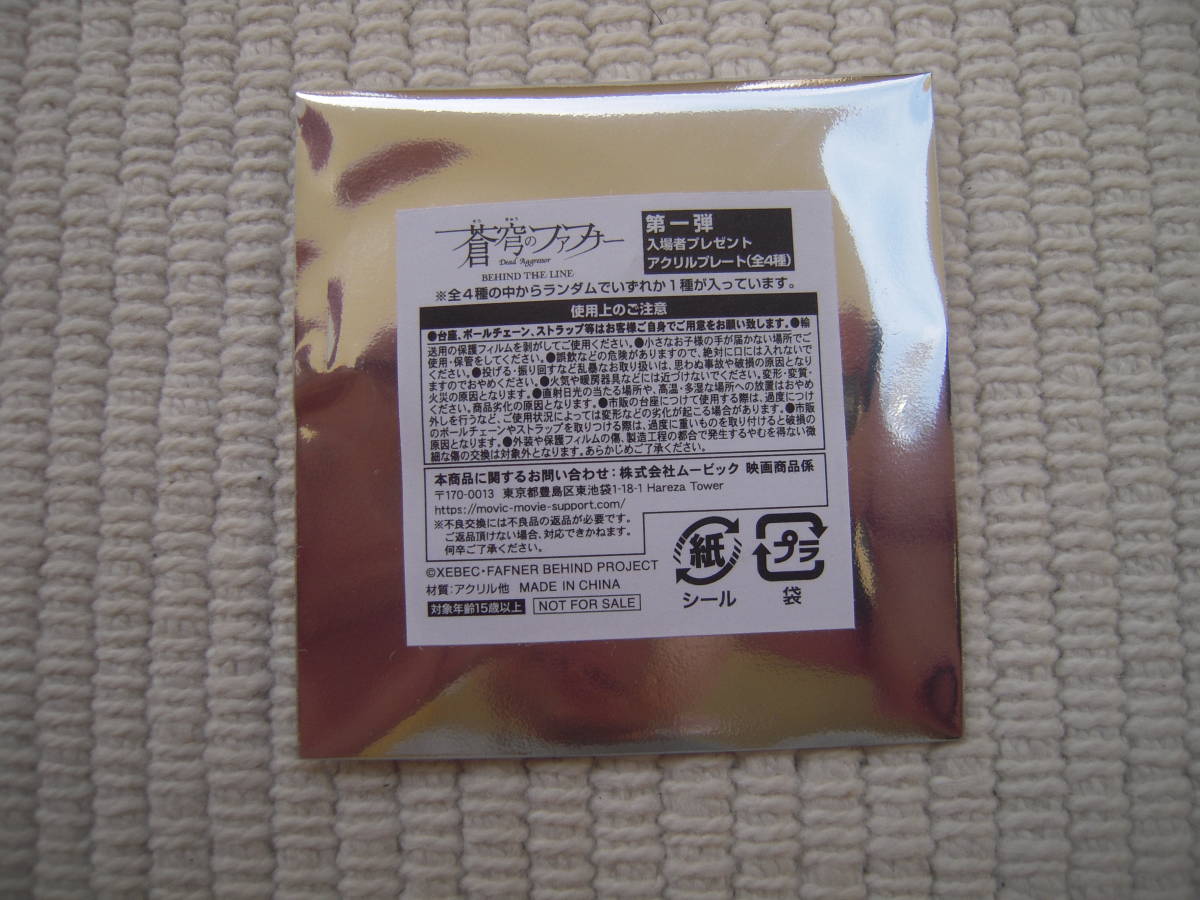 そう きゅう
蒼穹のファフナー
Dead Aggressor
BEHIND THE LINE
第一弾
入場者プレゼント
アクリルプレート(全4種)
※全4種の中からランダムでいずれか1種が入っています。
使用上のご注意
●台座、ボールチェーン、ストラップ等はお客様ご自身でご用意をお願い致します。●輸
送用の保護フィルムを剥がしてご使用ください。●小さなお子様の手が届かない場所でご
使用・保管をしてください。●誤飲などの危険がありますので、絶対に口には入れないで
ください。●投げる・振り回すなど乱暴なお取り扱いは、思わぬ事故や破損の原因となり
ますのでおやめください。●火気や暖房器具などには近づけないでください。変形・変質・
火災の原因となります。●直射日光の当たる場所や、高温・多湿な場所への放置はおやめ
ください。商品劣化の原因となります。●市販の台座につけて使用する際は、過度につけ
外しを行うなど、ご使用状況によっては変形などの劣化が起こる場合があります。●市販
のボールチェーンやストラップを取りつける際は、過度に重いものを取り付けると破損の
原因となります。●外装や保護フィルムの傷、製造工程の都合で発生するやむを得ない微
細な傷の交換は対象外となります。あらかじめご了承ください。
本商品に関するお問い合わせ:株式会社ムービック 映画商品係
〒170-0013 東京都豊島区東池袋1-18-1 Hareza Tower
https://movic-movie-support.com/
※不良交換には不良品の返品が必要です。
ご返品頂けない場合、対応できかねます。
何卒ご了承ください。
©XEBEC・FAFNER BEHIND PROJECT
材質:アクリル他 MADE IN CHINA
対象年齢15歳以上 NOT FOR SALE
紙
シール
プラ
袋